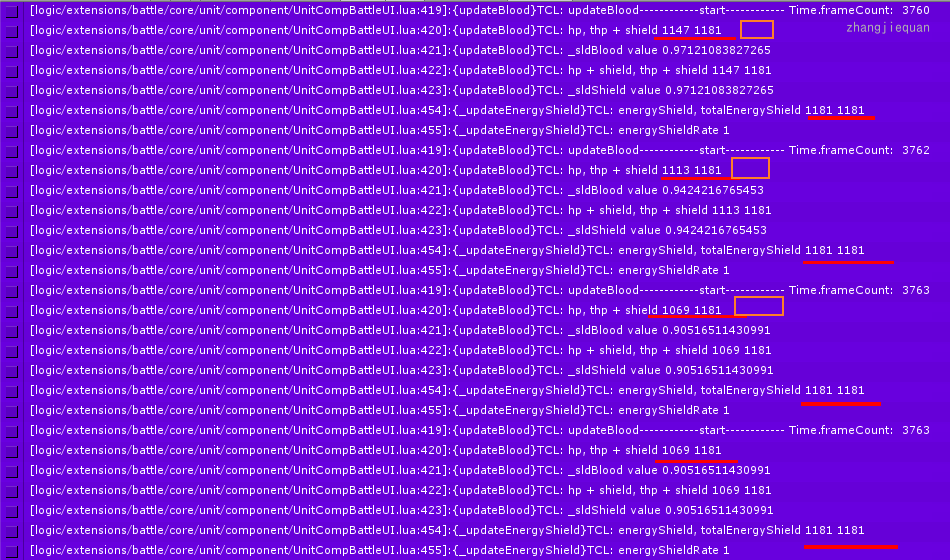 [logic/extensions/battle/core/unit/component/UnitCompBattleUI.lua:419]:{updateBlood}TCL: updateBlood------------start------------ Time.frameCount: 3760
zhangjiequan
[logic/extensions/battle/core/unit/component/UnitCompBattleUI.lua:420]:{updateBlood}TCL: hp, thp + shield 1147 1181
[logic/extensions/battle/core/unit/component/UnitCompBattleUI.lua:421]:{updateBlood}TCL: _sldBlood value 0.97121083827265
[logic/extensions/battle/core/unit/component/UnitCompBattleUI.lua:422]:{updateBlood}TCL: hp + shield, thp + shield 1147 1181
[logic/extensions/battle/core/unit/component/UnitCompBattleUI.lua:423]:{updateBlood}TCL: _sldShield value 0.97121083827265
[logic/extensions/battle/core/unit/component/UnitCompBattleUI.lua:454]:{_updateEnergyShield}TCL: energyShield, totalEnergyShield 1181 1181
[logic/extensions/battle/core/unit/component/UnitCompBattleUI.lua:455]:{_updateEnergyShield}TCL: energyShieldRate 1
[logic/extensions/battle/core/unit/component/UnitCompBattleUI.lua:419]:{updateBlood}TCL: updateBlood------------start------------ Time.frameCount: 3762
[logic/extensions/battle/core/unit/component/UnitCompBattleUI.lua:420]:{updateBlood}TCL: hp, thp + shield 1113 1181
[logic/extensions/battle/core/unit/component/UnitCompBattleUI.lua:421]:{updateBlood}TCL: _sldBlood value 0.9424216765453
[logic/extensions/battle/core/unit/component/UnitCompBattleUI.lua:422]:{updateBlood}TCL: hp + shield, thp + shield 1113 1181
[logic/extensions/battle/core/unit/component/UnitCompBattleUI.lua:423]:{updateBlood}TCL: _sldShield value 0.9424216765453
[logic/extensions/battle/core/unit/component/UnitCompBattleUI.lua:454]:{_updateEnergyShield}TCL: energyShield, totalEnergyShield 1181 1181
[logic/extensions/battle/core/unit/component/UnitCompBattleUI.lua:455]:{_updateEnergyShield}TCL: energyShieldRate 1
[logic/extensions/battle/core/unit/component/UnitCompBattleUI.lua:419]:{updateBlood}TCL: updateBlood------------start------------ Time.frameCount: 3763
[logic/extensions/battle/core/unit/component/UnitCompBattleUI.lua:420]:{updateBlood}TCL: hp, thp + shield 1069 1181
[logic/extensions/battle/core/unit/component/UnitCompBattleUI.lua:421]:{updateBlood}TCL: _sldBlood value 0.90516511430991
[logic/extensions/battle/core/unit/component/UnitCompBattleUI.lua:422]:{updateBlood}TCL: hp + shield, thp + shield 1069 1181
[logic/extensions/battle/core/unit/component/UnitCompBattleUI.lua:423]:{updateBlood}TCL: _sldShield value 0.90516511430991
[logic/extensions/battle/core/unit/component/UnitCompBattleUI.lua:454]:{_updateEnergyShield}TCL: energyShield, totalEnergyShield 1181 1181
[logic/extensions/battle/core/unit/component/UnitCompBattleUI.lua:455]:{_updateEnergyShield}TCL: energyShieldRate 1
[logic/extensions/battle/core/unit/component/UnitCompBattleUI.lua:419]:{updateBlood}TCL: updateBlood------------start------------ Time.frameCount: 3763
[logic/extensions/battle/core/unit/component/UnitCompBattleUI.lua:420]:{updateBlood}TCL: hp, thp + shield 1069 1181
[logic/extensions/battle/core/unit/component/UnitCompBattleUI.lua:421]:{updateBlood}TCL: _sldBlood value 0.90516511430991
[logic/extensions/battle/core/unit/component/UnitCompBattleUI.lua:422]:{updateBlood}TCL: hp + shield, thp + shield 1069 1181
[logic/extensions/battle/core/unit/component/UnitCompBattleUI.lua:423]:{updateBlood}TCL: _sldShield value 0.90516511430991
[logic/extensions/battle/core/unit/component/UnitCompBattleUI.lua:454]:{_updateEnergyShield}TCL: energyShield, totalEnergyShield 1181 1181
[logic/extensions/battle/core/unit/component/UnitCompBattleUI.lua:455]:{_updateEnergyShield}TCL: energyShieldRate 1